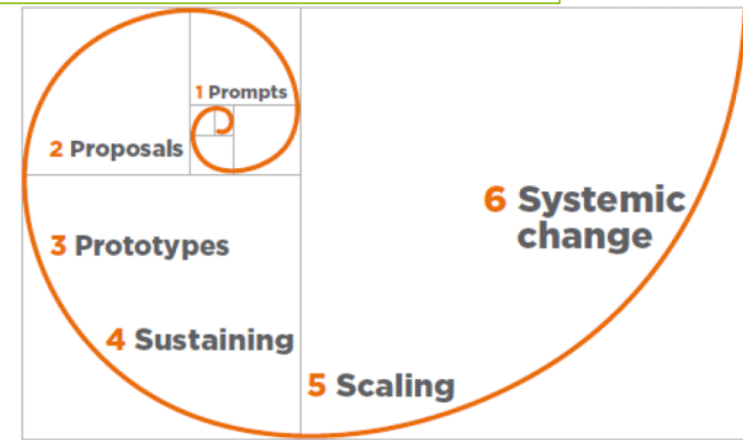 1 Prompts
2 Proposals
3 Prototypes
4 Sustaining
5 Scaling
6 Systemic
change